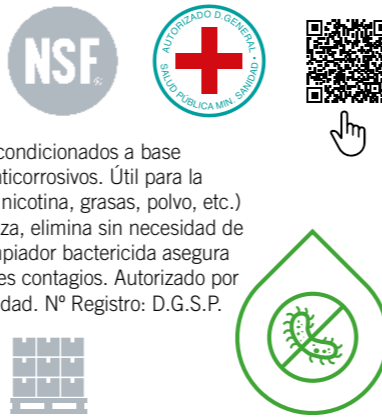 NSF®
AUTORIZADO D.GENERAL •
SALUD PÚBLICA MIN. SANIDAD •
condicionados a base
nticorrosivos. Útil para la
nicotina, grasas, polvo, etc.)
za, elimina sin necesidad de
mpiador bactericida asegura
es contagios. Autorizado por
dad. Nº Registro: D.G.S.P.